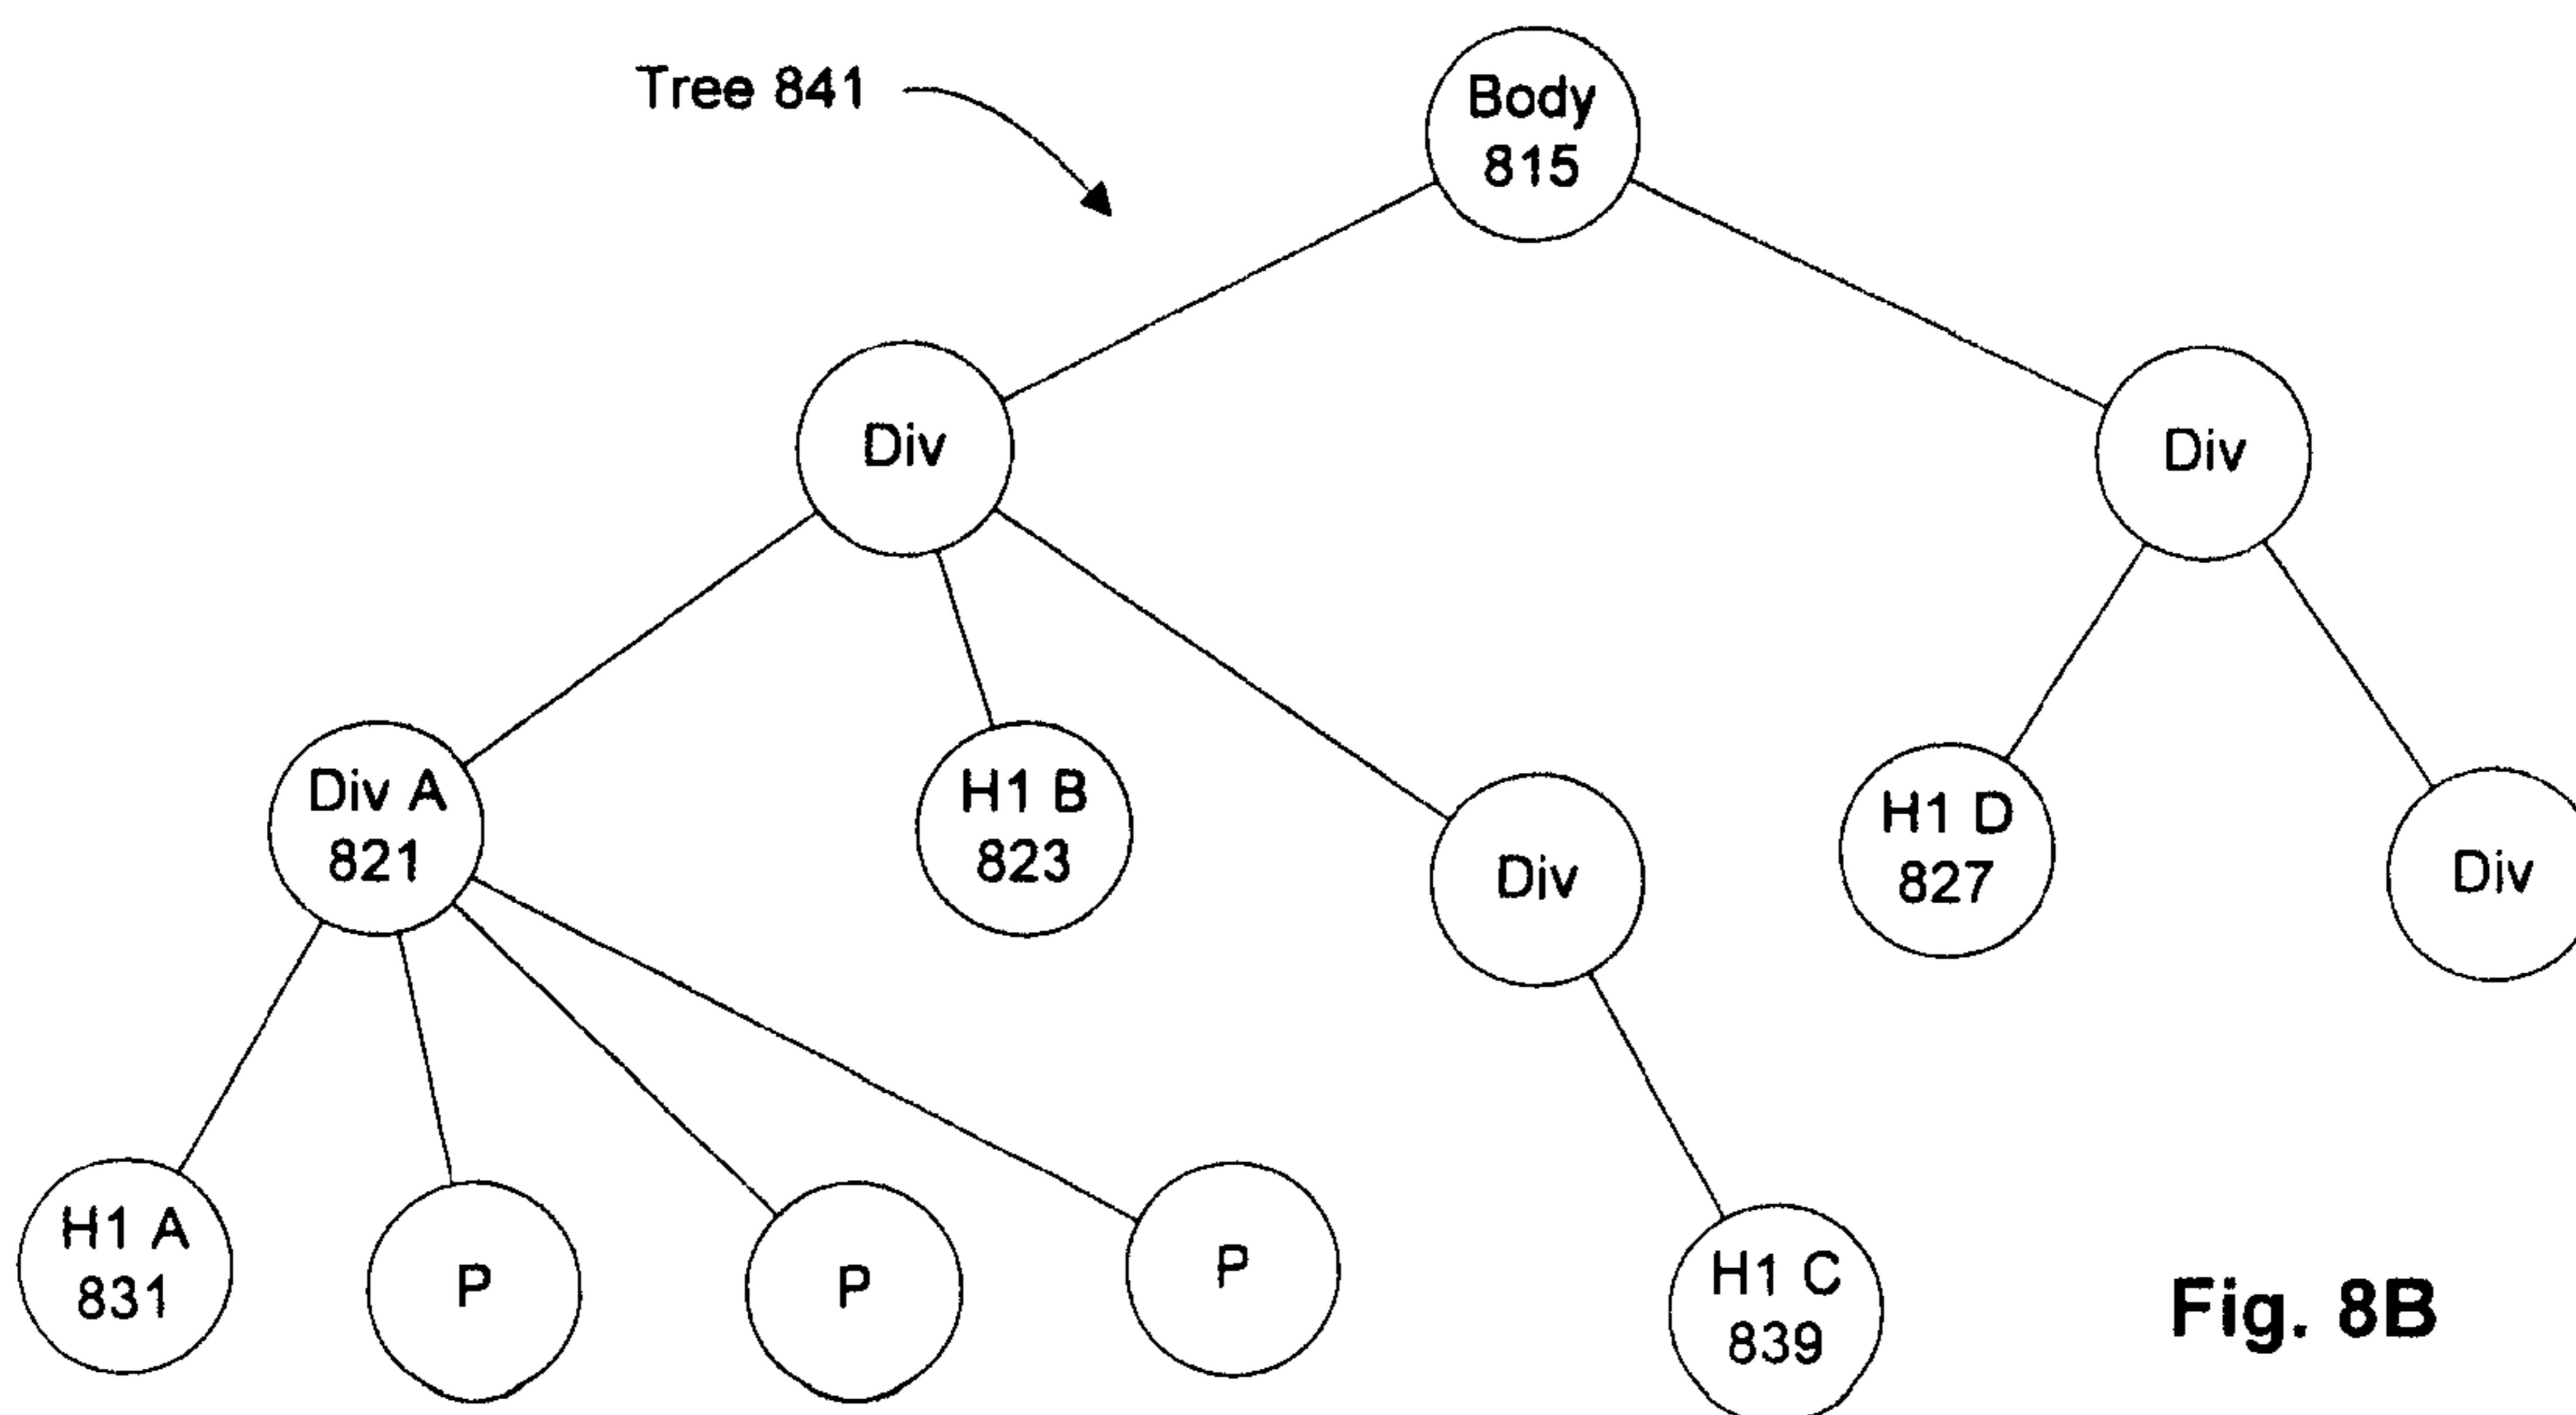 Tree 841
Body
815
Div
Div
Div A
821
H1 B
823
Div
H1 D
827
Div
H1 A
831
P
P
P
H1 C
839
Fig. 8B